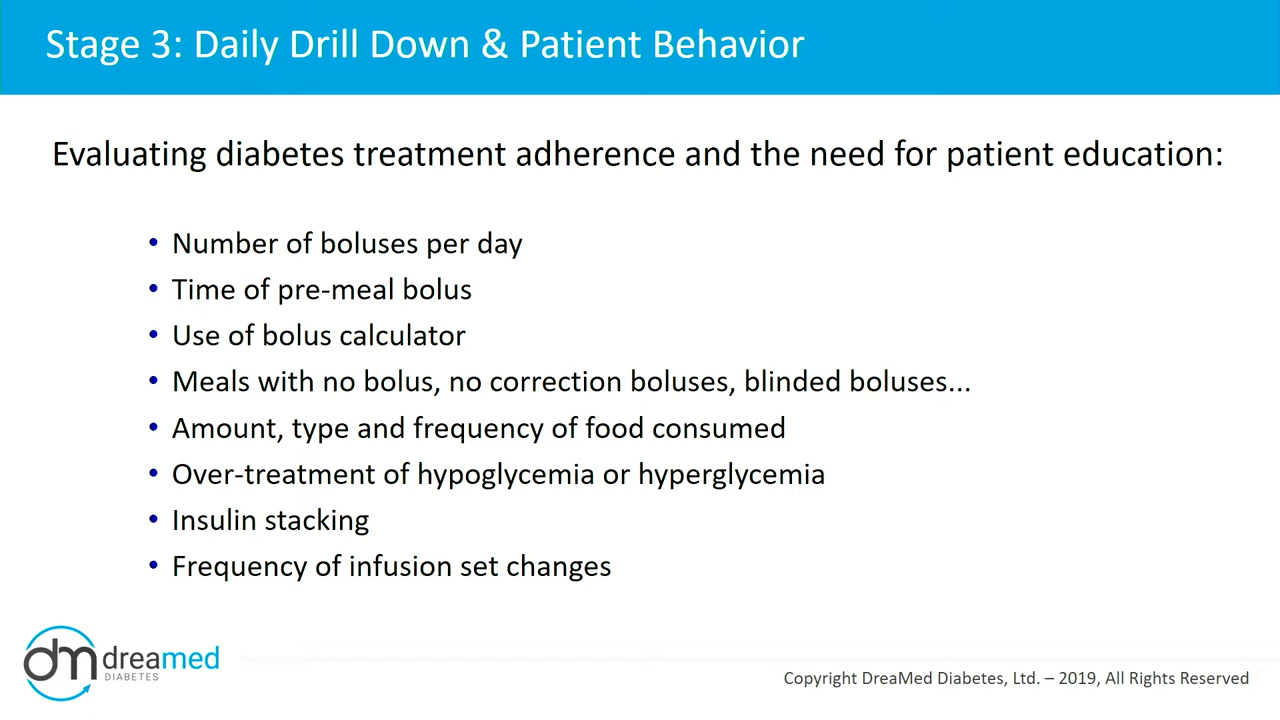 Stage 3: Daily Drill Down & Patient Behavior
Evaluating diabetes treatment adherence and the need for patient education:
• Number of boluses per day
• Time of pre-meal bolus
• Use of bolus calculator
• Meals with no bolus, no correction boluses, blinded boluses...
• Amount, type and frequency of food consumed
• Over-treatment of hypoglycemia or hyperglycemia
• Insulin stacking
• Frequency of infusion set changes
dm dreamed
DIABETES
Copyright DreaMed Diabetes, Ltd. – 2019, All Rights Reserved